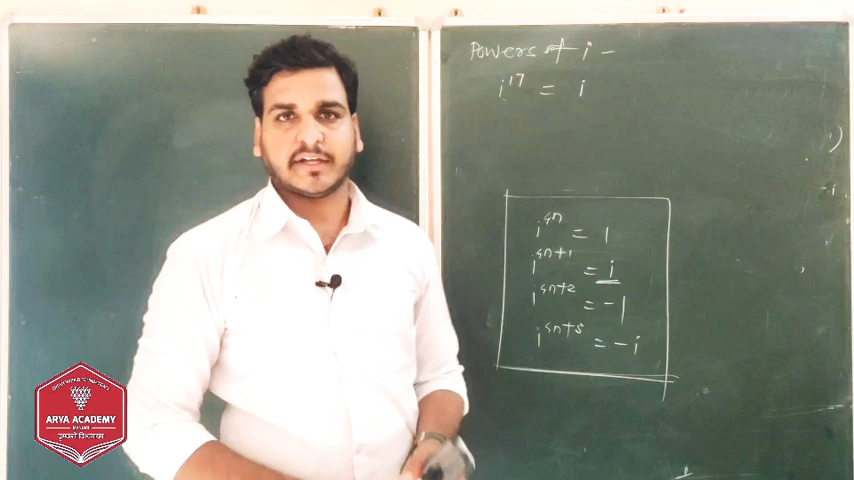 Powers of i -
i¹⁷ = i
i)
-i
i⁴ⁿ = 1
i⁴ⁿ⁺¹ = i
i⁴ⁿ⁺² = -1
i⁴ⁿ⁺³ = -i
ARYA ACADEMY